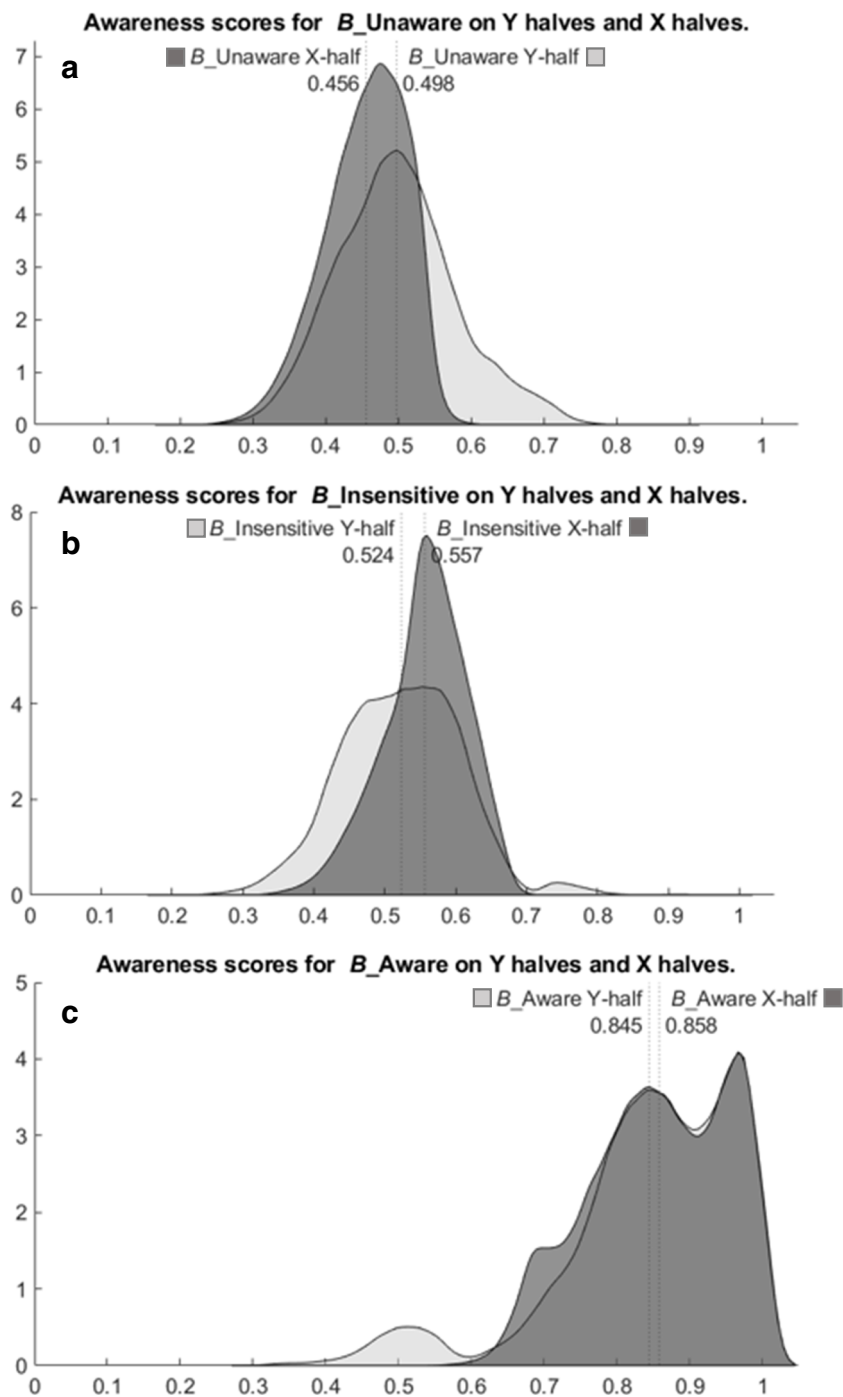 Awareness scores for B_Unaware on Y halves and X halves.
a
B_Unaware X-half B_Unaware Y-half
0.456 0.498
7
6
5
4
3
2
1
0
0 0.1 0.2 0.3 0.4 0.5 0.6 0.7 0.8 0.9 1
Awareness scores for B_Insensitive on Y halves and X halves.
b
B_Insensitive Y-half B_Insensitive X-half
0.524 0.557
8
6
4
2
0
0 0.1 0.2 0.3 0.4 0.5 0.6 0.7 0.8 0.9 1
Awareness scores for B_Aware on Y halves and X halves.
c
B_Aware Y-half B_Aware X-half
0.845 0.858
5
4
3
2
1
0
0 0.1 0.2 0.3 0.4 0.5 0.6 0.7 0.8 0.9 1